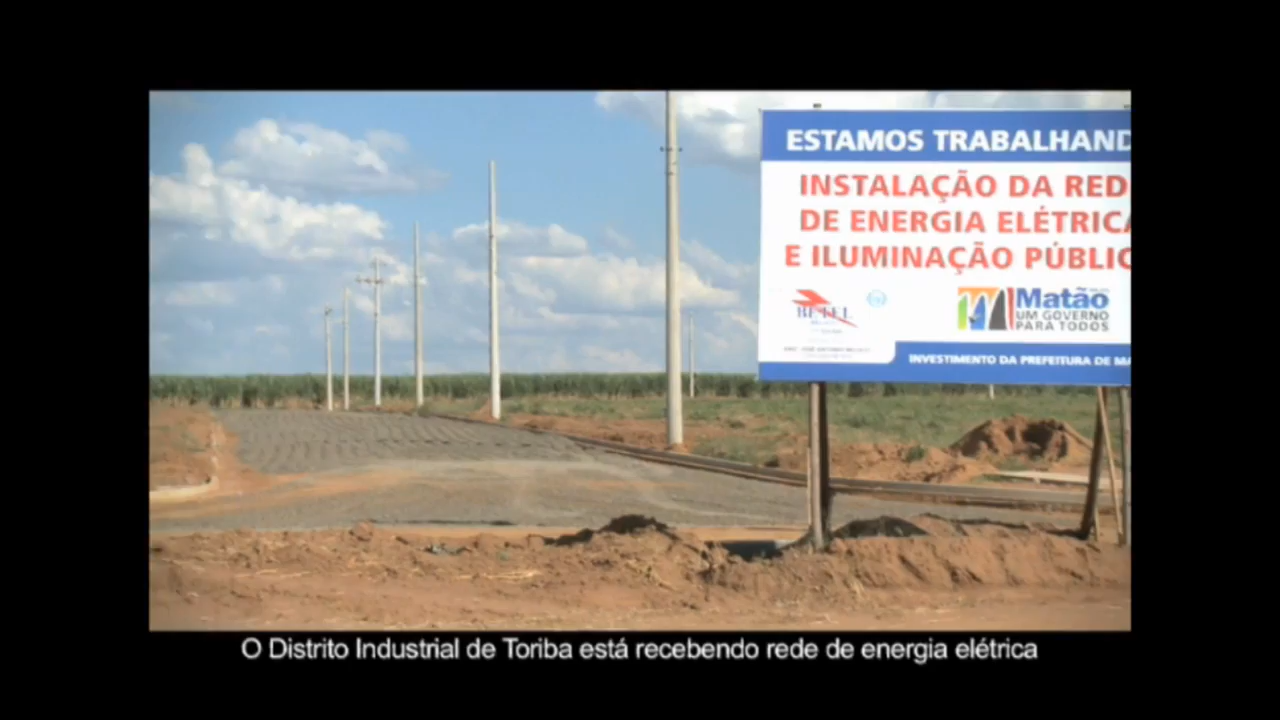 ESTAMOS TRABALHAND
INSTALAÇÃO DA RED
DE ENERGIA ELÉTRICA
E ILUMINAÇÃO PÚBLIC
BETEL
Matão
UM GOVERNO
PARA TODOS
INVESTIMENTO DA PREFEITURA DE MA
O Distrito Industrial de Toriba está recebendo rede de energia elétrica